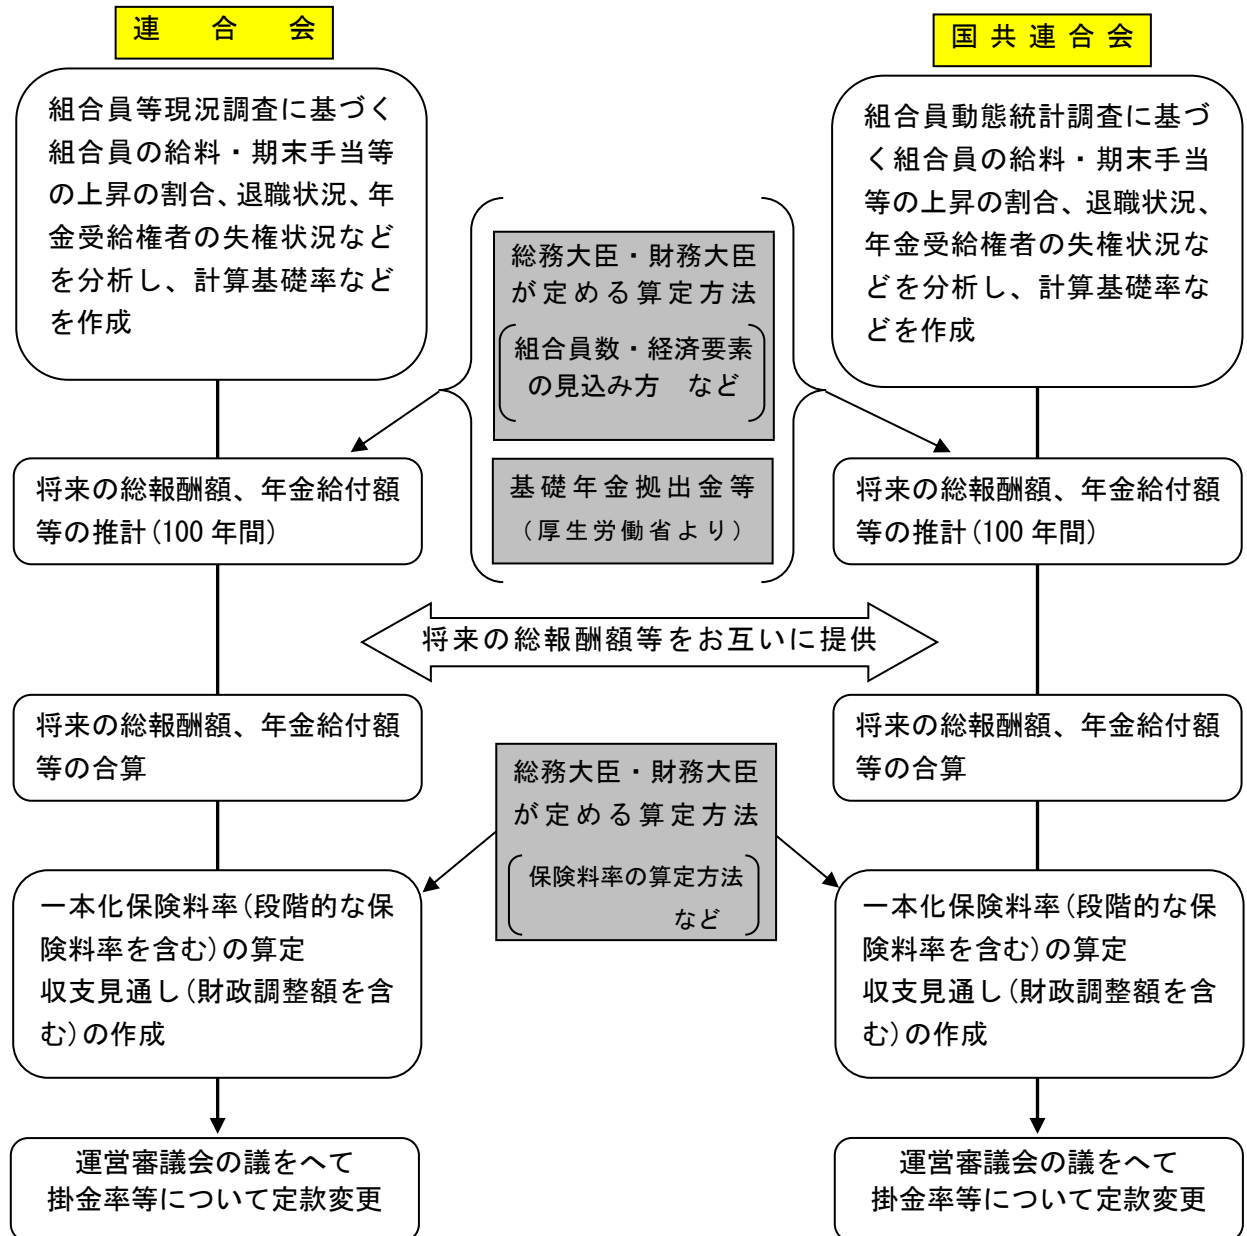 連合会
組合員等現況調査に基づく
組合員の給料・期末手当等
の上昇の割合、退職状況、年
金受給権者の失権状況など
を分析し、計算基礎率など
を作成
国共連合会
組合員動態統計調査に基づ
く組合員の給料・期末手当
等の上昇の割合、退職状況、
年金受給権者の失権状況な
どを分析し、計算基礎率な
どを作成
総務大臣・財務大臣
が定める算定方法
組合員数・経済要素
の見込み方　など
基礎年金拠出金等
（厚生労働省より）
将来の総報酬額、年金給付額
等の推計(100年間)
将来の総報酬額、年金給付額
等の推計(100年間)
将来の総報酬額等をお互いに提供
将来の総報酬額、年金給付額
等の合算
将来の総報酬額、年金給付額
等の合算
総務大臣・財務大臣
が定める算定方法
保険料率の算定方法
など
一本化保険料率(段階的な保
険料率を含む)の算定
収支見通し(財政調整額を含
む)の作成
一本化保険料率(段階的な保
険料率を含む)の算定
収支見通し(財政調整額を含
む)の作成
運営審議会の議をへて
掛金率等について定款変更
運営審議会の議をへて
掛金率等について定款変更